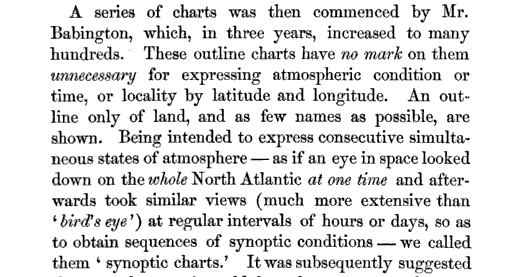 A series of charts was then commenced by Mr.
Babington, which, in three years, increased to many
hundreds. These outline charts have no mark on them
unnecessary for expressing atmospheric condition or
time, or locality by latitude and longitude. An out-
line only of land, and as few names as possible, are
shown. Being intended to express consecutive simulta-
neous states of atmosphere — as if an eye in space looked
down on the whole North Atlantic at one time and after-
wards took similar views (much more extensive than
‘bird's eye’) at regular intervals of hours or days, so as
to obtain sequences of synoptic conditions — we called
them ‘synoptic charts.’ It was subsequently suggested